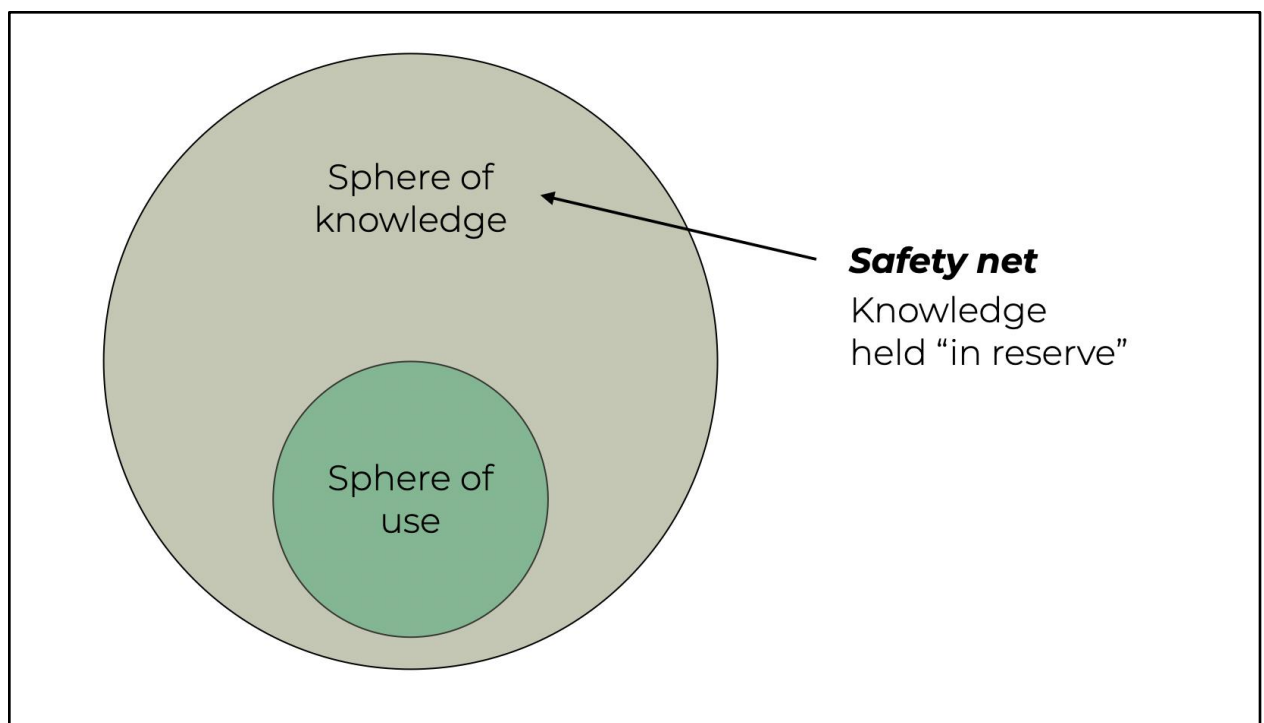 Sphere of
knowledge
Safety net
Knowledge
held “in reserve”
Sphere of
use